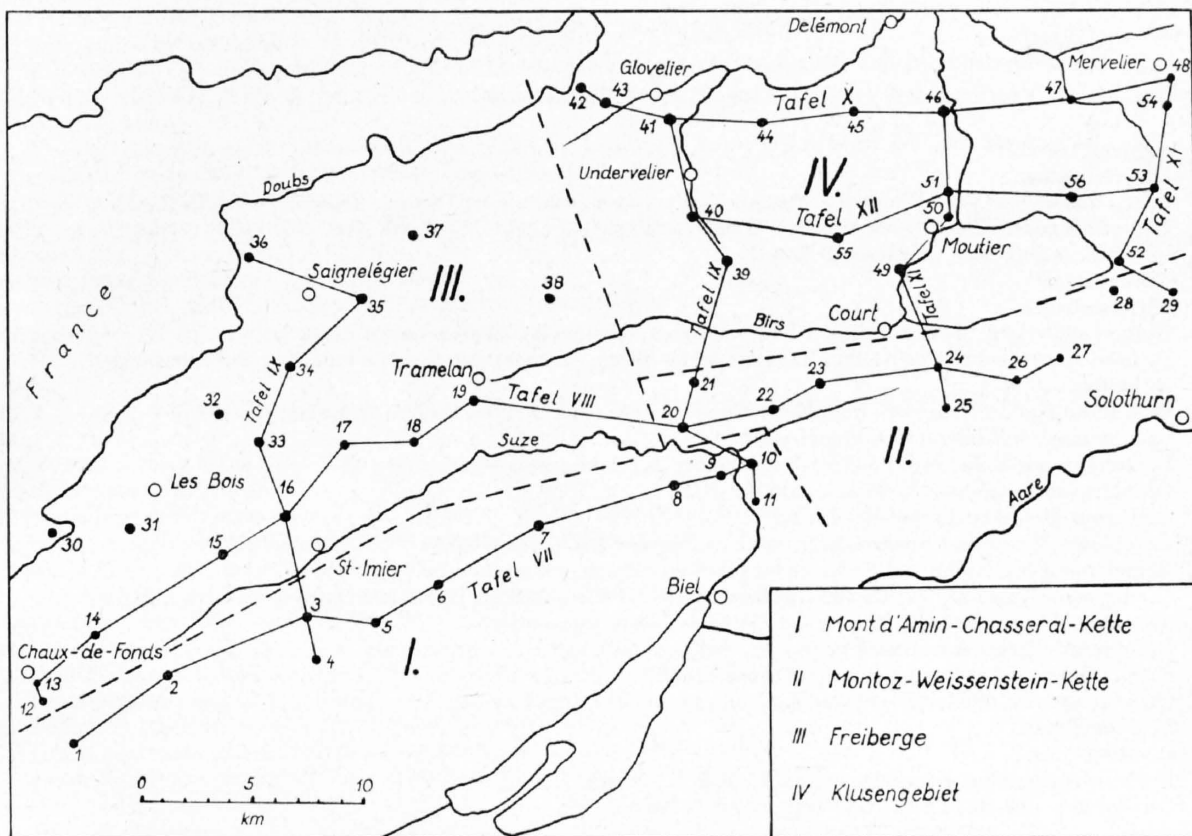 Delémont
Glovelier
Mervelier
48
42
43
47
46
54
Tafel X
41
44
45
Undervelier
IV.
51
56
53
Tafel XI
Doubs
40
Tafel XII
50
Moutier
37
55
36
52
39
49
Saignelégier
III.
38
Tafel IX
Tafel IX
28
29
35
Birs
Court
France
34
Tramelan
24
27
23
26
Tafel IX
19
Tafel VIII
21
22
25
Solothurn
32
20
33
17
18
Suze
II.
Les Bois
16
9
10
8
11
Aare
31
30
7
15
St-Imier
Tafel VII
6
Biel
3
14
5
Chaux-de-Fonds
I.
13
2
4
12
1
0
10
km
I Mont d'Amin-Chasseral-Kette
II Montoz-Weissenstein-Kette
III Freiberge
IV Klusengebiet